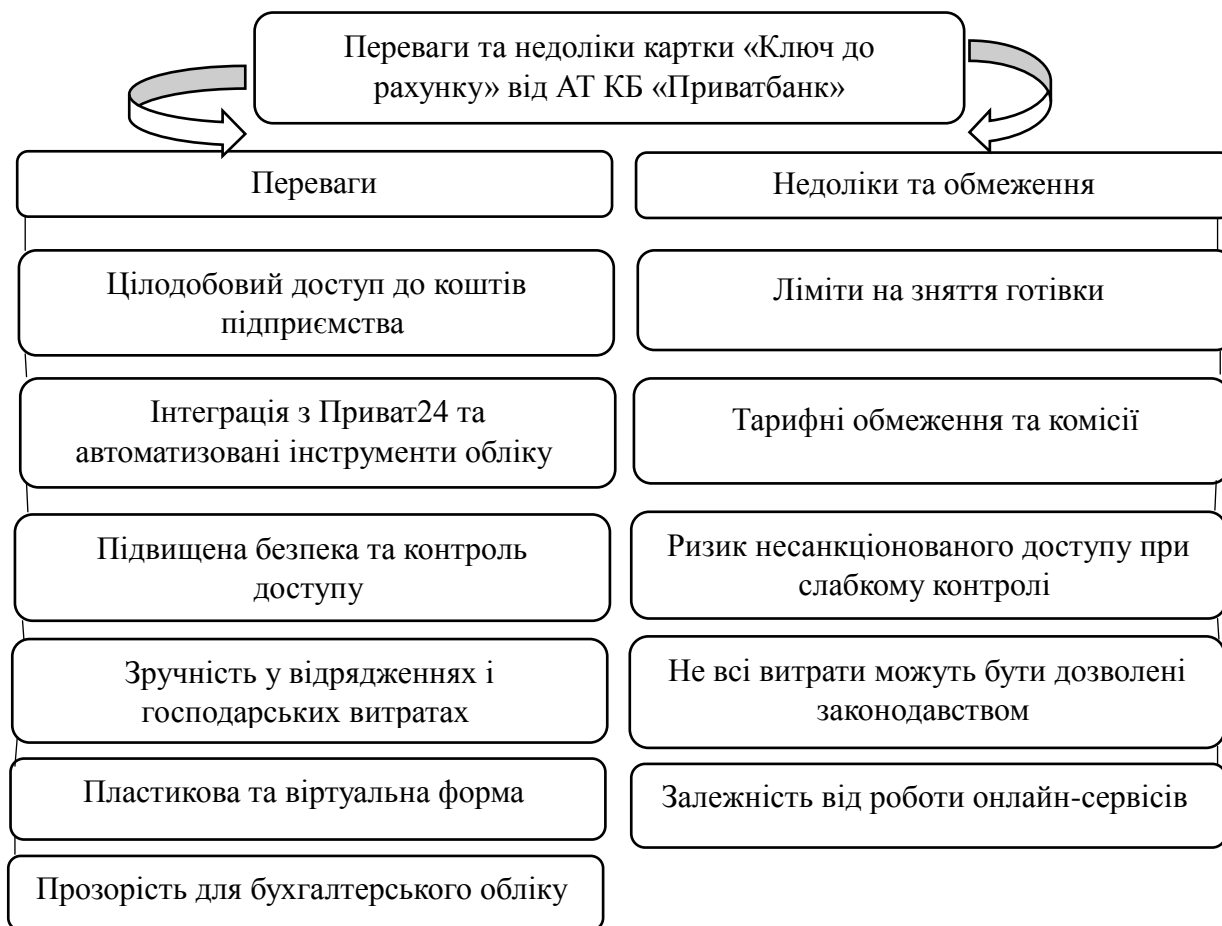 Переваги та недоліки картки «Ключ до
рахунку» від АТ КБ «Приватбанк»
Переваги
Цілодобовий доступ до коштів
підприємства
Інтеграція з Приват24 та
автоматизовані інструменти обліку
Підвищена безпека та контроль
доступу
Зручність у відрядженнях і
господарських витратах
Пластикова та віртуальна форма
Прозорість для бухгалтерського обліку
Недоліки та обмеження
Ліміти на зняття готівки
Тарифні обмеження та комісії
Ризик несанкціонованого доступу при
слабкому контролі
Не всі витрати можуть бути дозволені
законодавством
Залежність від роботи онлайн-сервісів